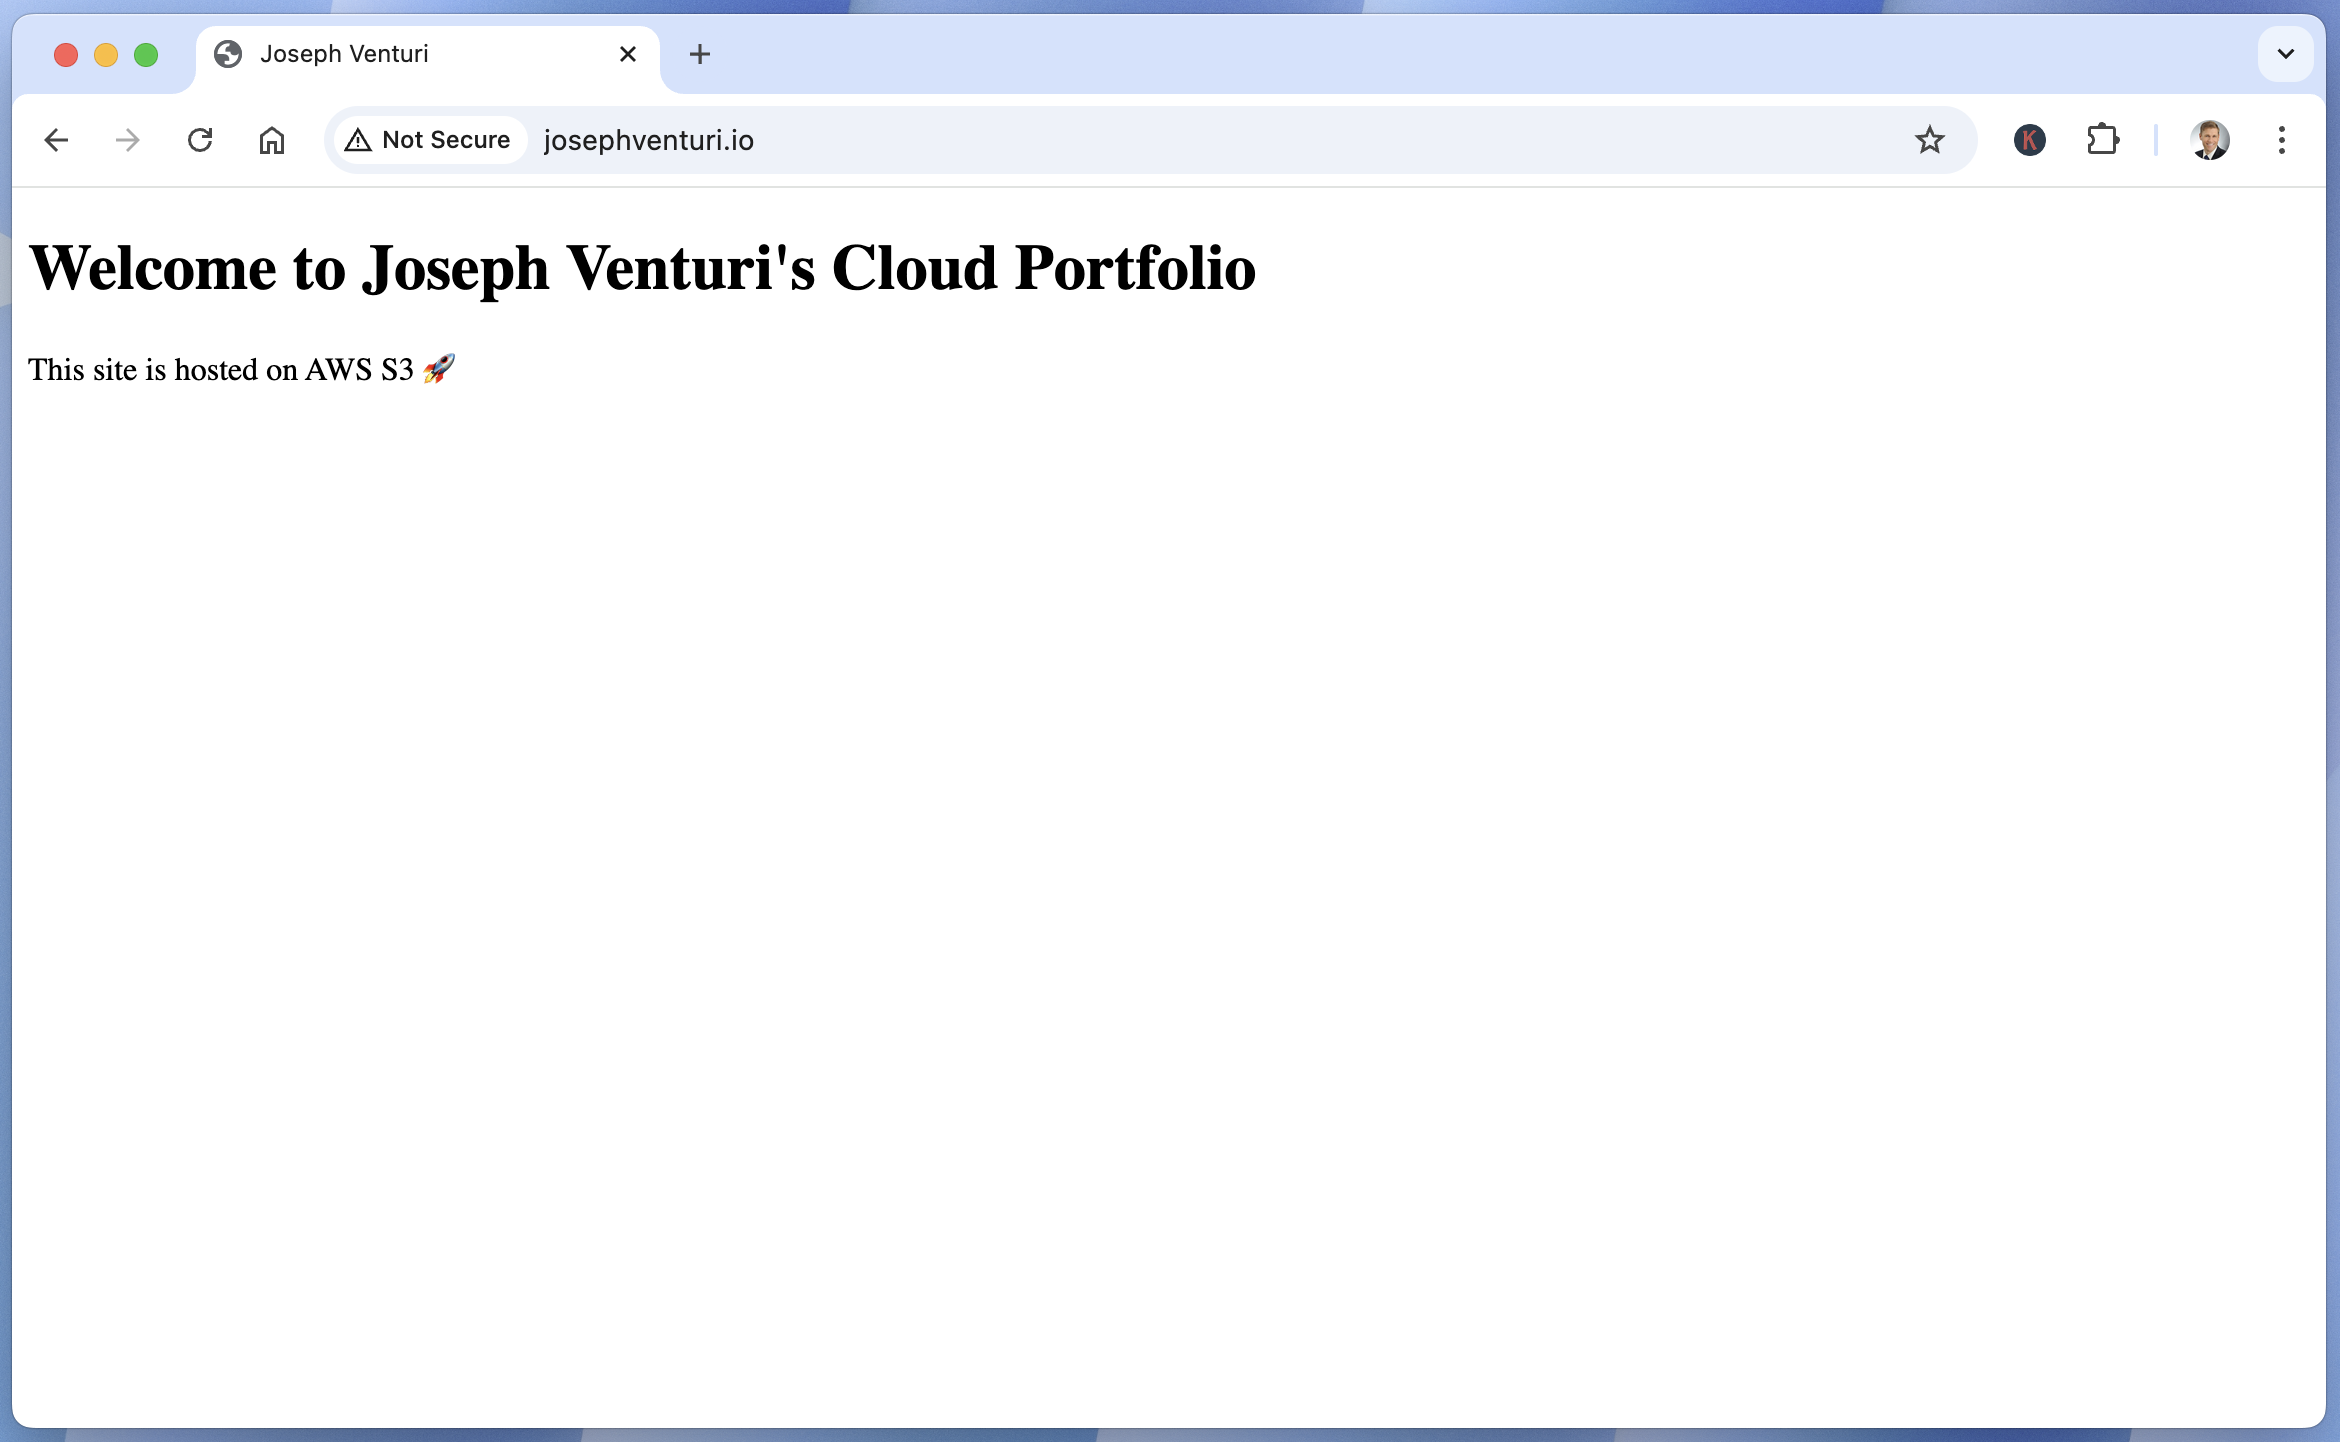 Joseph Venturi
Not Secure josephventuri.io
K
Welcome to Joseph Venturi's Cloud Portfolio
This site is hosted on AWS S3 🚀